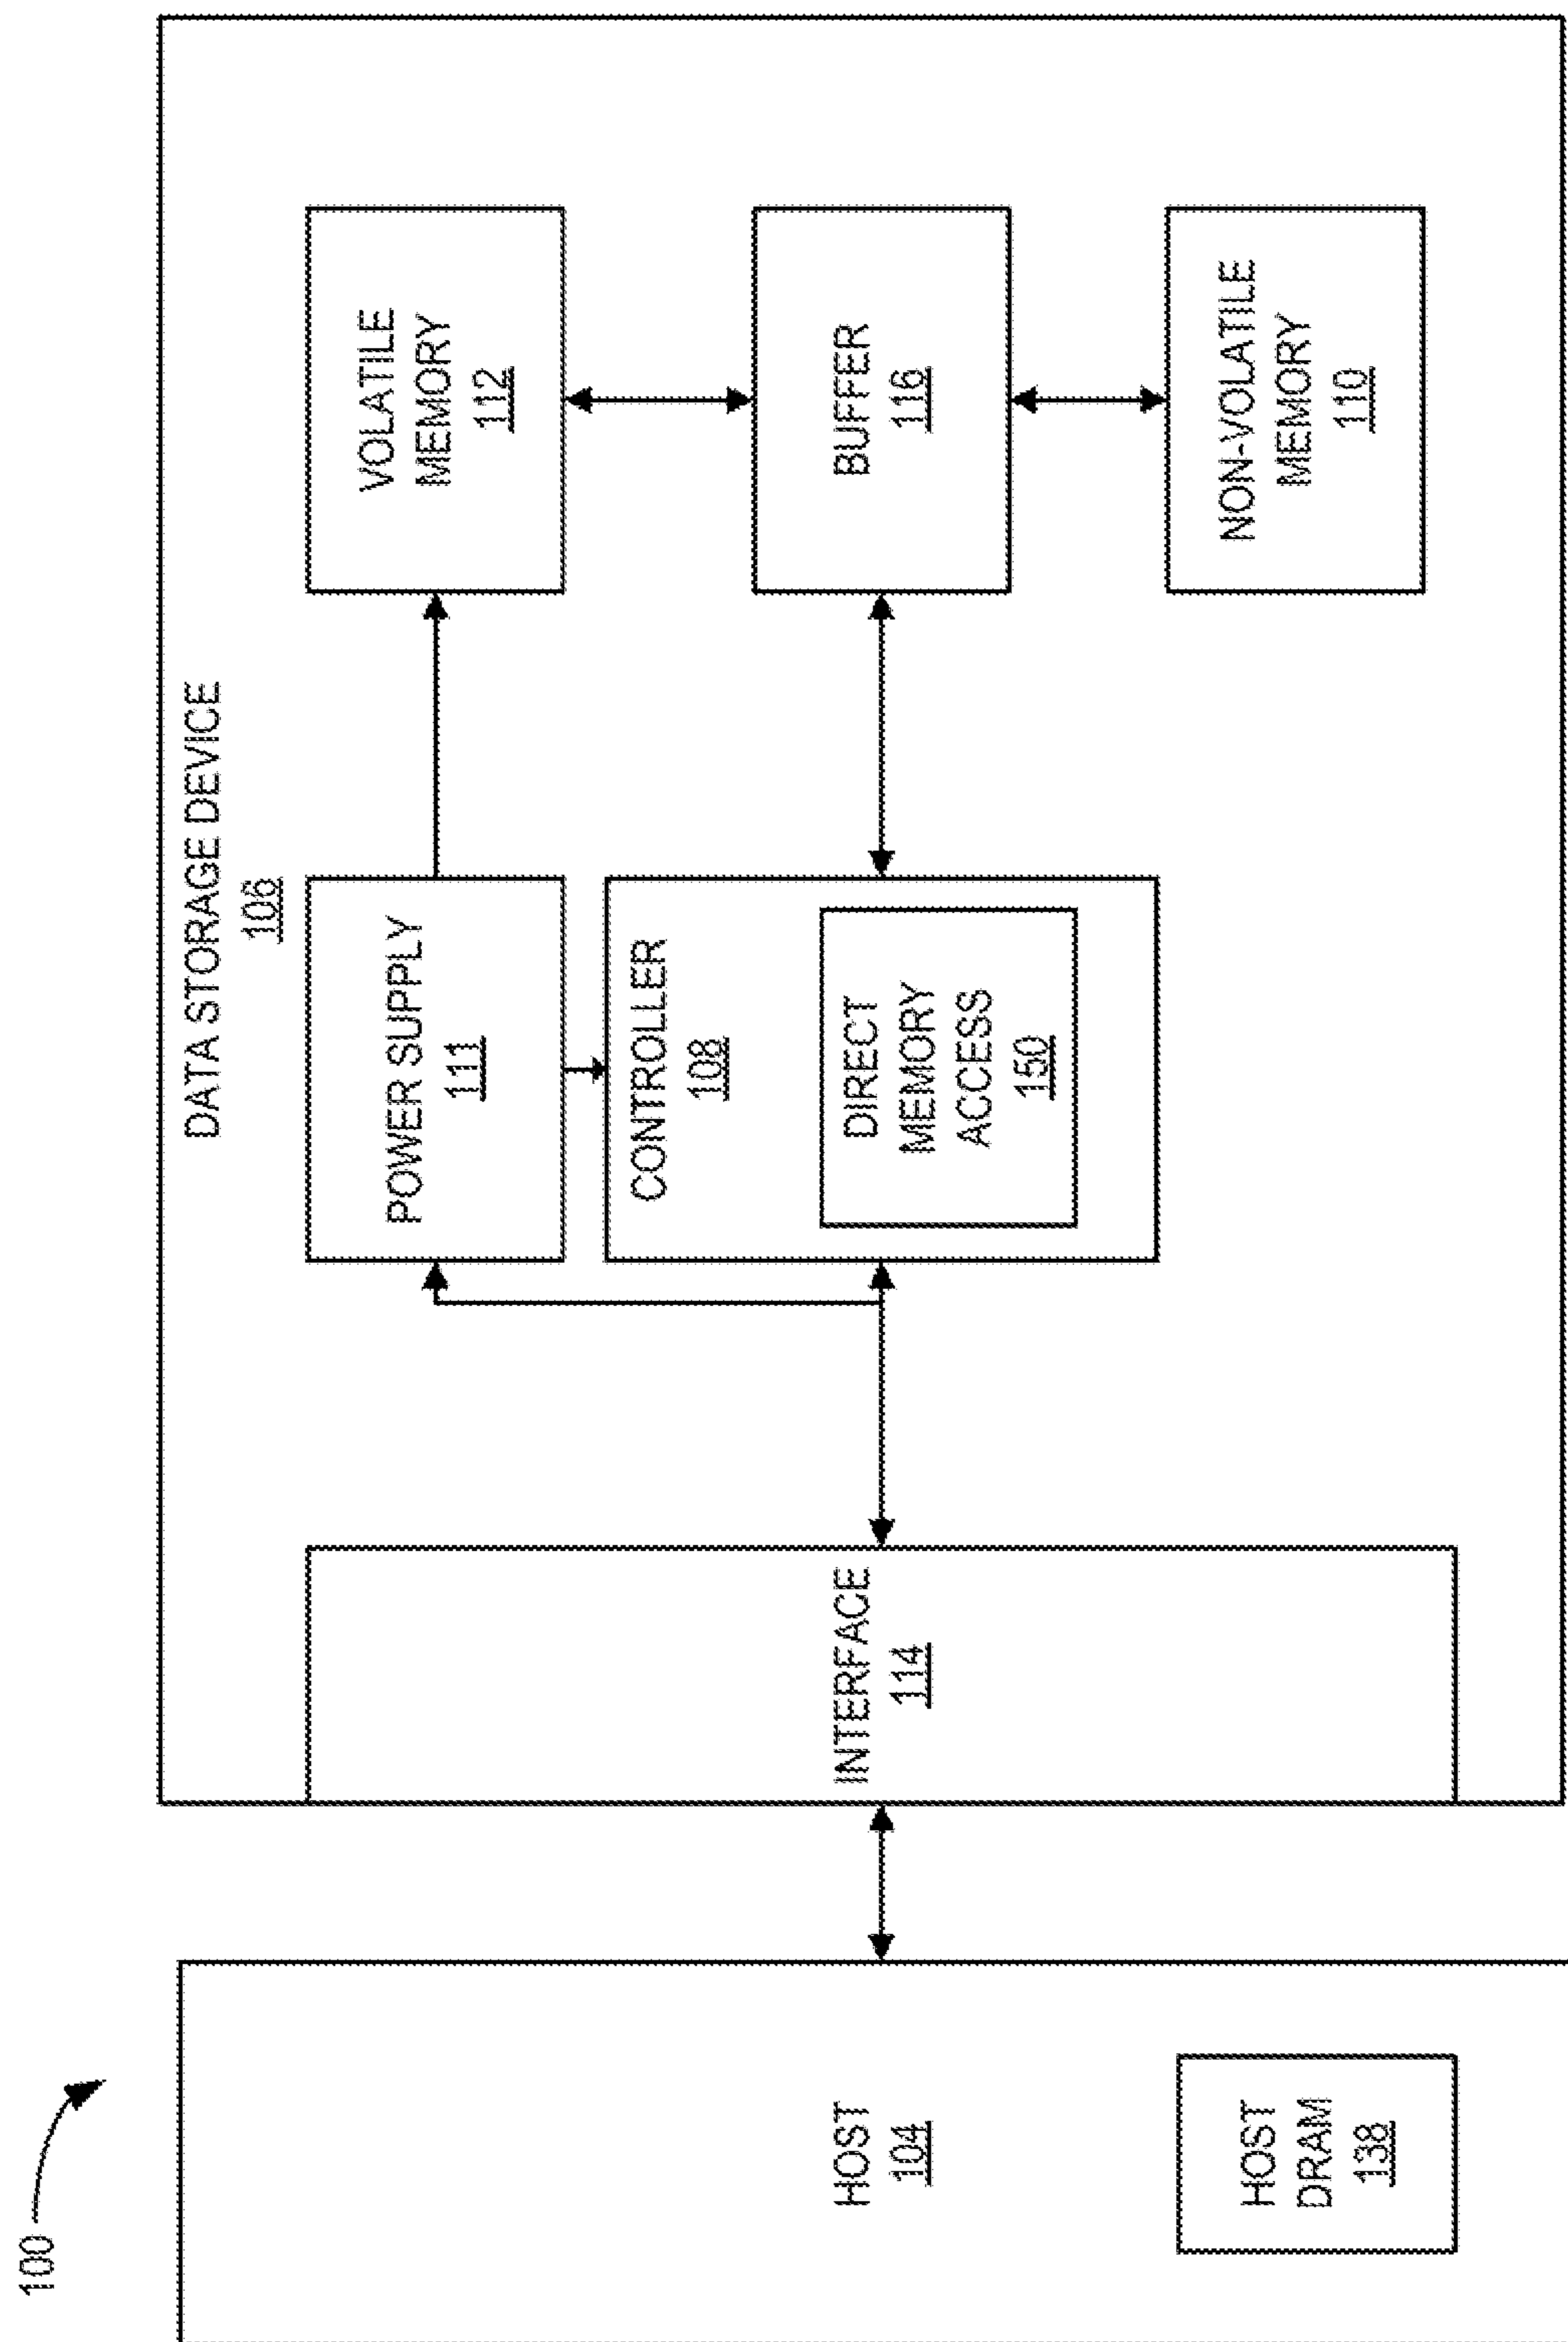 100
HOST
104
HOST
DRAM
138
DATA STORAGE DEVICE
106
INTERFACE
114
POWER SUPPLY
111
CONTROLLER
108
DIRECT
MEMORY
ACCESS
150
VOLATILE
MEMORY
112
BUFFER
116
NON-VOLATILE
MEMORY
110